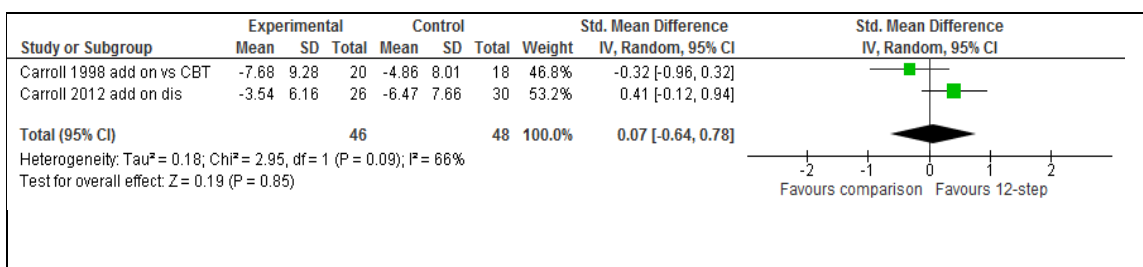 Experimental Control Std. Mean Difference Std. Mean Difference
Study or Subgroup Mean SD Total Mean SD Total Weight IV, Random, 95% CI IV, Random, 95% CI
Carroll 1998 add on vs CBT -7.68 9.28 20 -4.86 8.01 18 46.8% -0.32 [-0.96, 0.32]
Carroll 2012 add on dis -3.54 6.16 26 -6.47 7.66 30 53.2% 0.41 [-0.12, 0.94]
Total (95% CI) 46 48 100.0% 0.07 [-0.64, 0.78]
Heterogeneity: Tau² = 0.18; Chi² = 2.95, df = 1 (P = 0.09); I² = 66%
Test for overall effect: Z = 0.19 (P = 0.85)
-2 -1 0 1 2
Favours comparison Favours 12-step